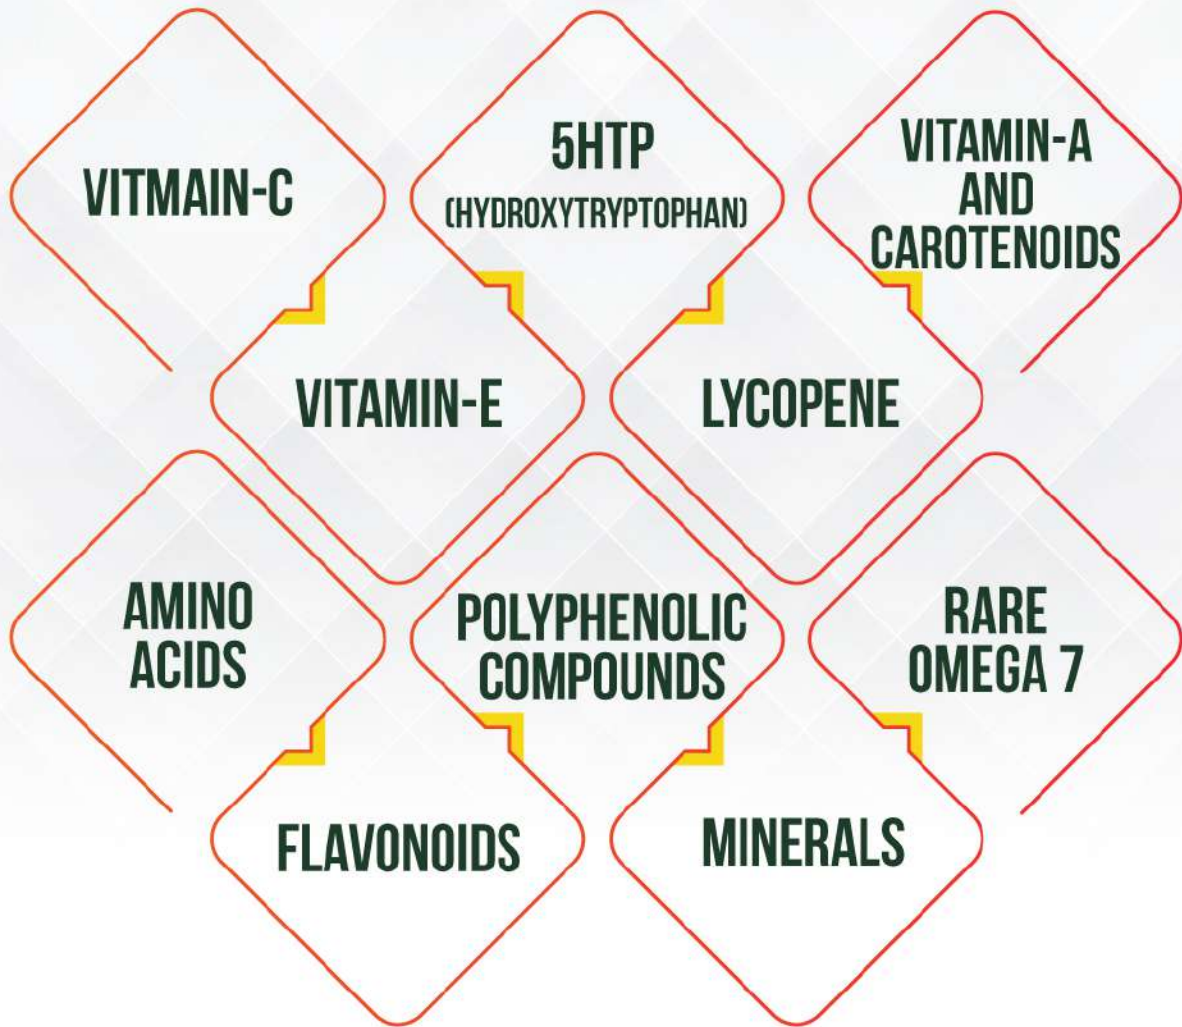 VITMAIN-C
5HTP
(HYDROXYTRYPTOPHAN)
VITAMIN-A
AND
CAROTENOIDS
VITAMIN-E
LYCOPENE
AMINO
ACIDS
POLYPHENOLIC
COMPOUNDS
RARE
OMEGA 7
FLAVONOIDS
MINERALS